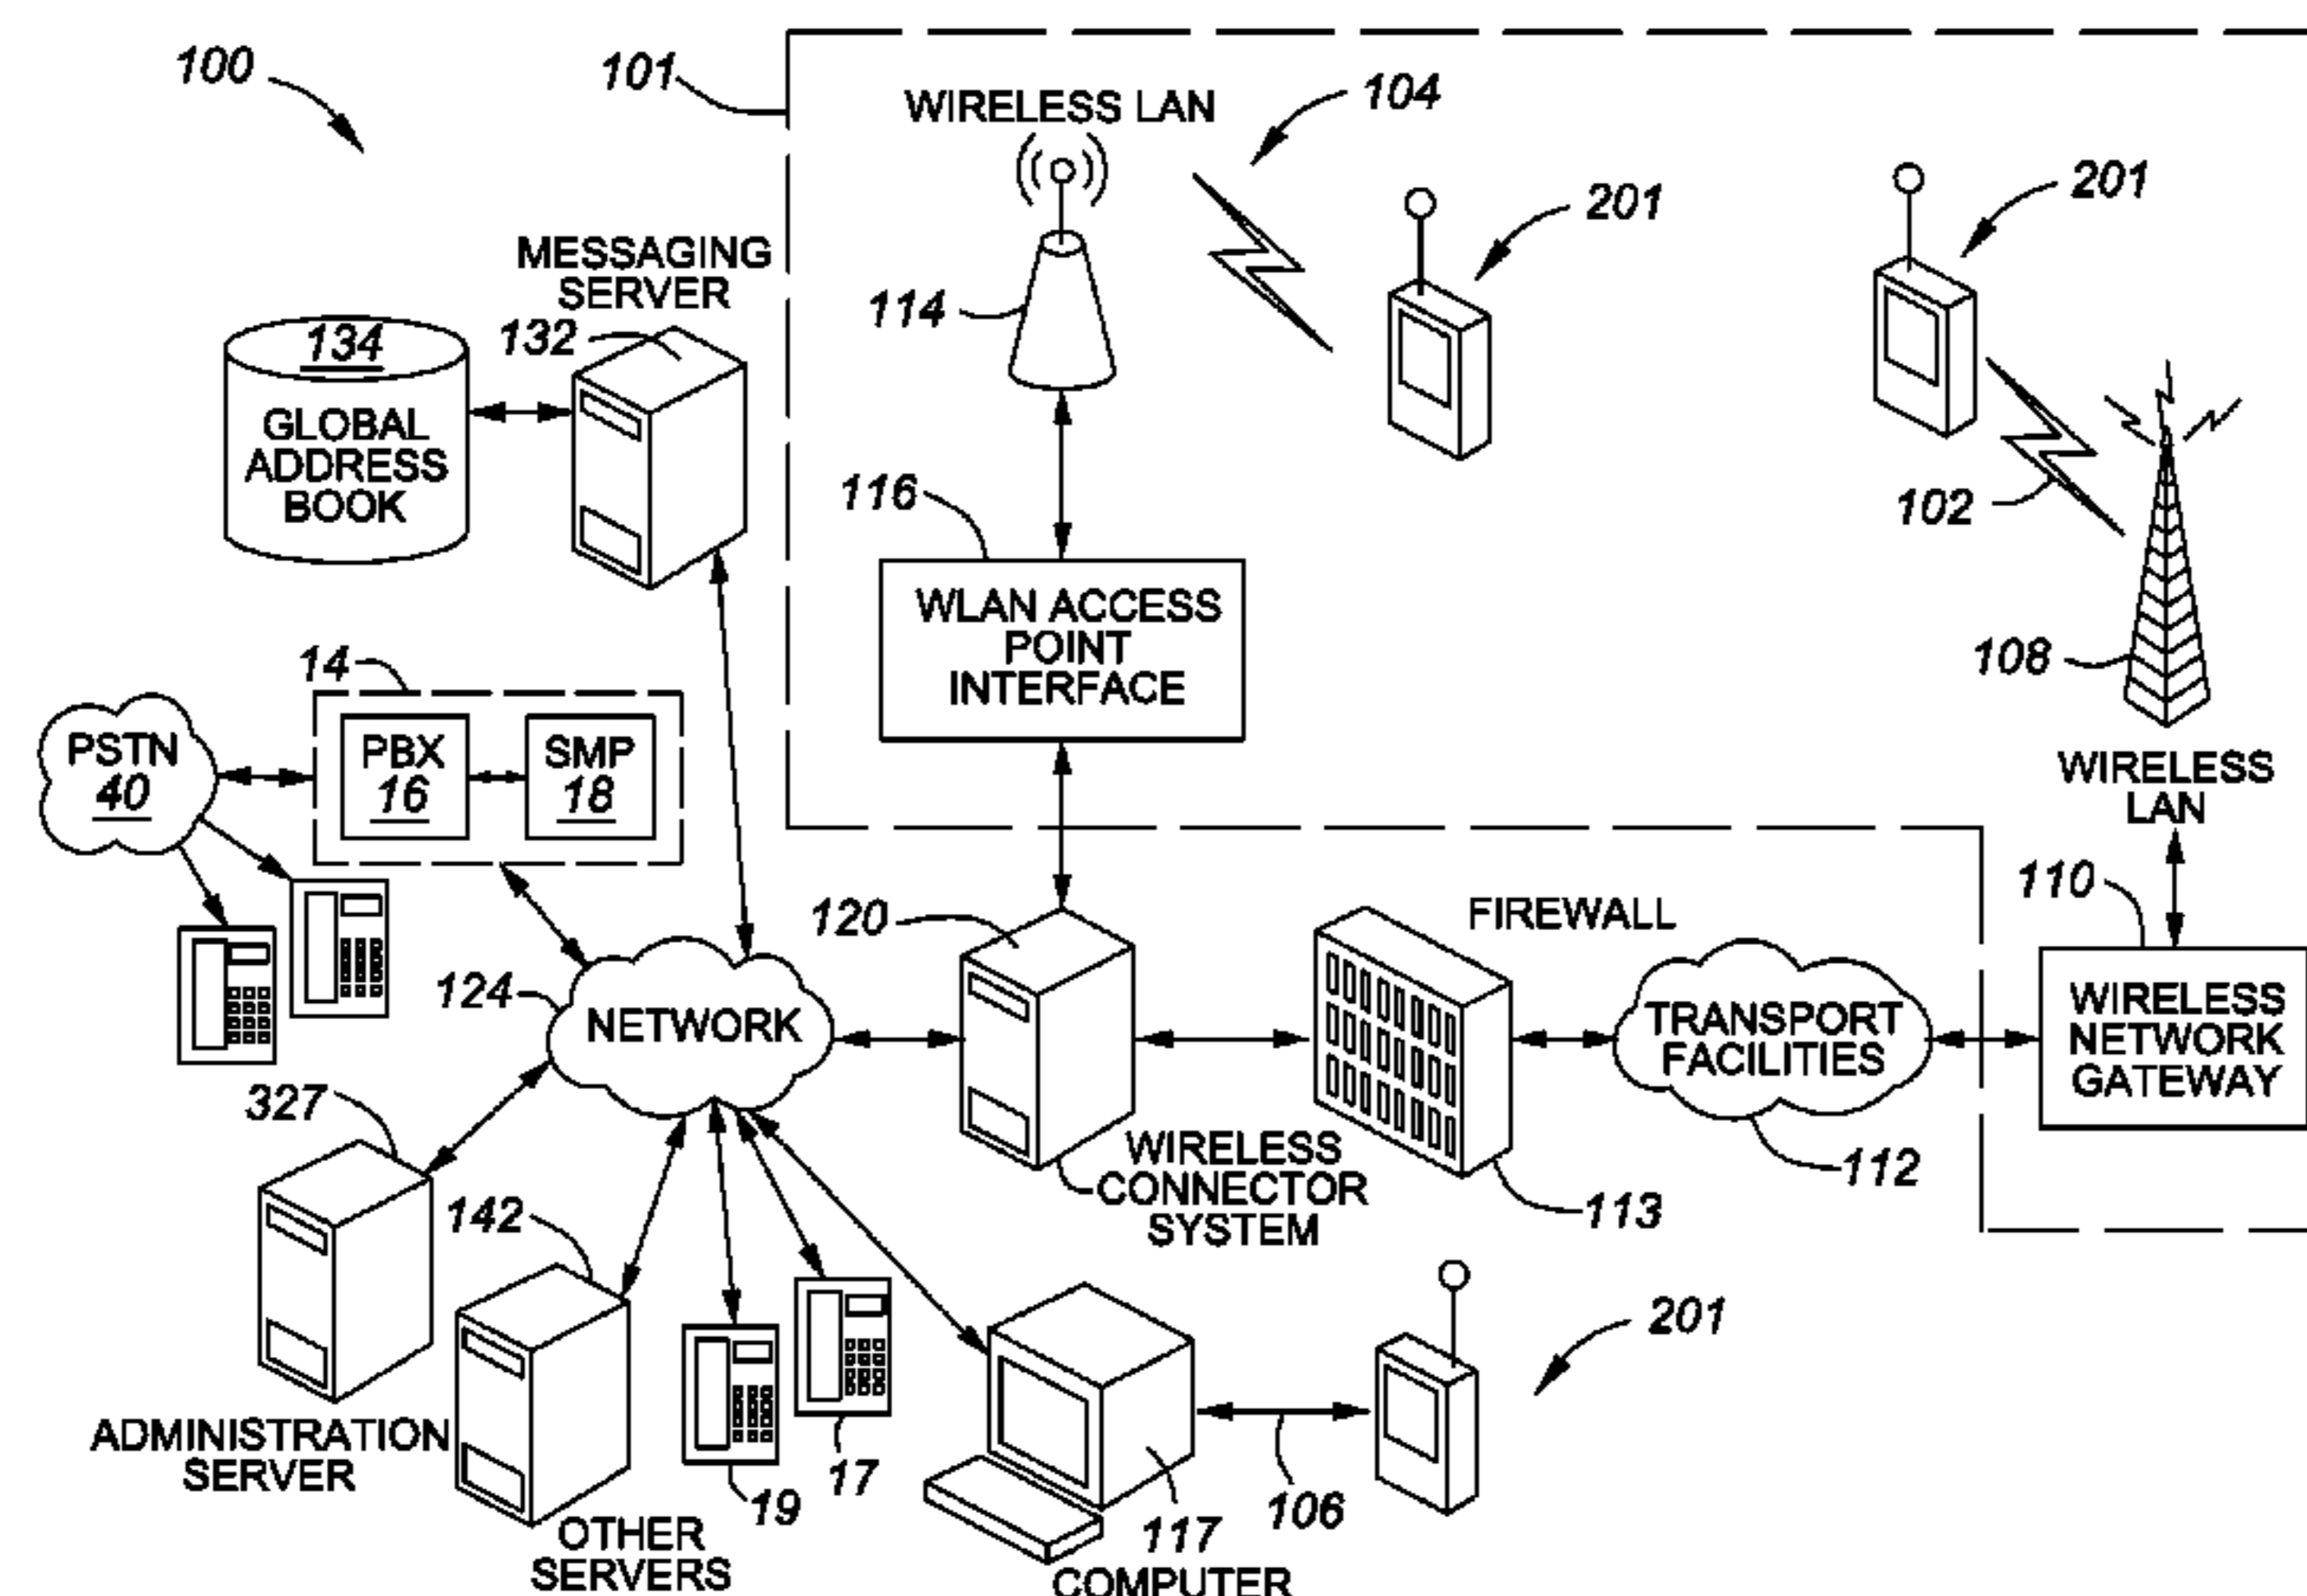 100
101
WIRELESS LAN
104
201
201
MESSAGING
SERVER
132
134
GLOBAL
ADDRESS
BOOK
114
116
102
WLAN ACCESS
POINT
INTERFACE
108
14
PSTN
40
PBX
16
SMP
18
WIRELESS
LAN
110
120
FIREWALL
124
NETWORK
TRANSPORT
FACILITIES
WIRELESS
NETWORK
GATEWAY
327
WIRELESS
CONNECTOR
SYSTEM
112
113
142
201
ADMINISTRATION
SERVER
17
19
106
117
OTHER
SERVERS
COMPUTER